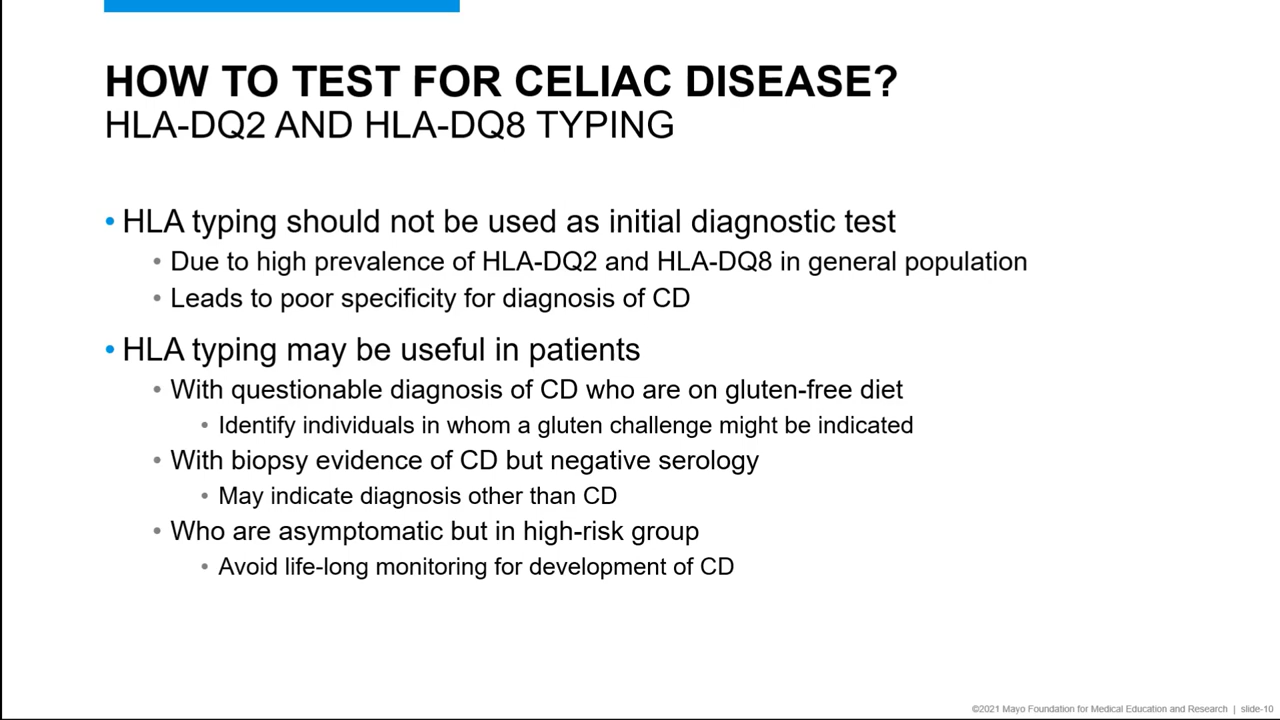 HOW TO TEST FOR CELIAC DISEASE?
HLA-DQ2 AND HLA-DQ8 TYPING
• HLA typing should not be used as initial diagnostic test
• Due to high prevalence of HLA-DQ2 and HLA-DQ8 in general population
• Leads to poor specificity for diagnosis of CD
• HLA typing may be useful in patients
• With questionable diagnosis of CD who are on gluten-free diet
• Identify individuals in whom a gluten challenge might be indicated
• With biopsy evidence of CD but negative serology
• May indicate diagnosis other than CD
• Who are asymptomatic but in high-risk group
• Avoid life-long monitoring for development of CD
©2021 Mayo Foundation for Medical Education and Research | slide-10